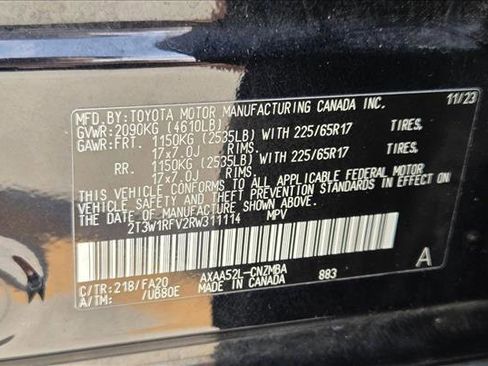 MFD.BY:TOYOTA MOTOR MANUFACTURING CANADA INC. 11/23
GVWR:2090KG (4610LB)
GAWR:FRT. 1150KG (2535LB) WITH 225/65R17 TIRES,
17x7.0J RIMS.
RR. 1150KG (2535LB) WITH 225/65R17 TIRES,
17x7.0J RIMS.
THIS VEHICLE CONFORMS TO ALL APPLICABLE FEDERAL MOTOR
VEHICLE SAFETY AND THEFT PREVENTION STANDARDS IN EFFECT ON
THE DATE OF MANUFACTURE SHOWN ABOVE.
2T3W1RFV2RW311114 MPV
A
C/TR:218/FA20 AXAA52L-CNZMBA
A/TM: /UB80E MADE IN CANADA 883